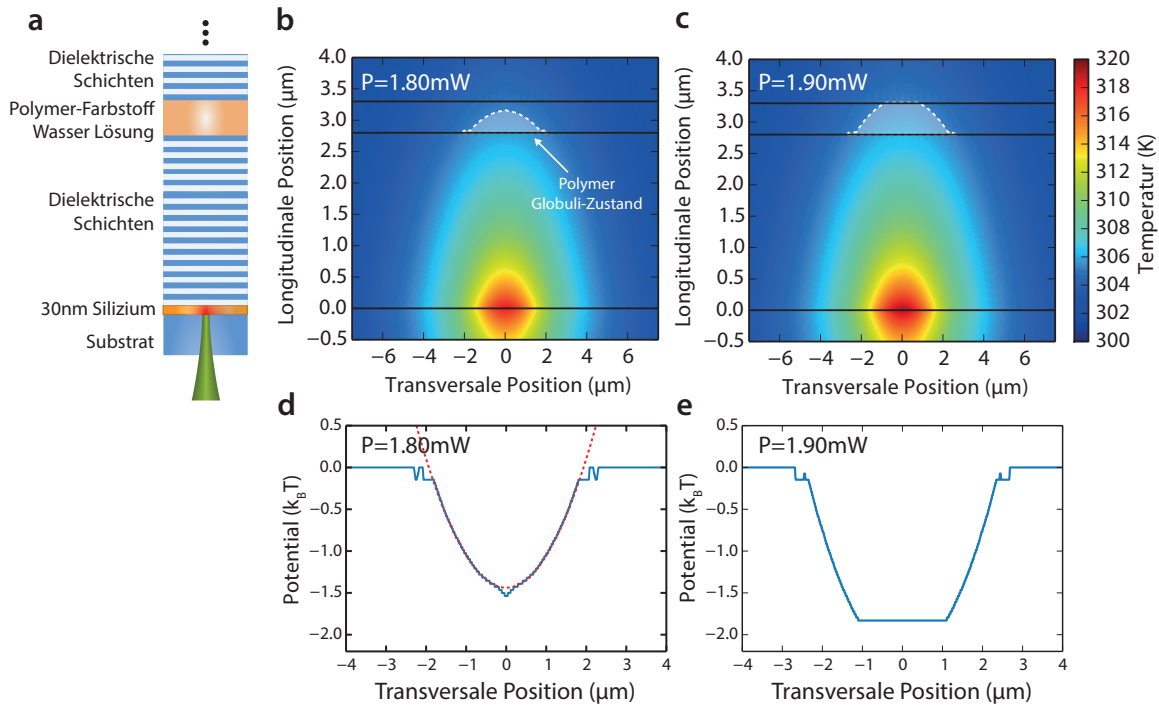 a
Dielektrische
Schichten
Polymer-Farbstoff
Wasser Lösung
Dielektrische
Schichten
30nm Silizium
Substrat
b
P=1.80mW
Polymer
Globuli-Zustand
Longitudinale Position (μm)
4.0
3.5
3.0
2.5
2.0
1.5
1.0
0.5
0.0
−0.5
−6 −4 −2 0 2 4 6
Transversale Position (μm)
c
P=1.90mW
Longitudinale Position (μm)
4.0
3.5
3.0
2.5
2.0
1.5
1.0
0.5
0.0
−0.5
−6 −4 −2 0 2 4 6
Transversale Position (μm)
320
318
316
314
312
310
308
306
304
302
300
Temperatur (K)
d
P=1.80mW
Potential (kBT)
0.5
0.0
−0.5
−1.0
−1.5
−2.0
−4 −3 −2 −1 0 1 2 3 4
Transversale Position (μm)
e
P=1.90mW
Potential (kBT)
0.5
0.0
−0.5
−1.0
−1.5
−2.0
−4 −3 −2 −1 0 1 2 3 4
Transversale Position (μm)